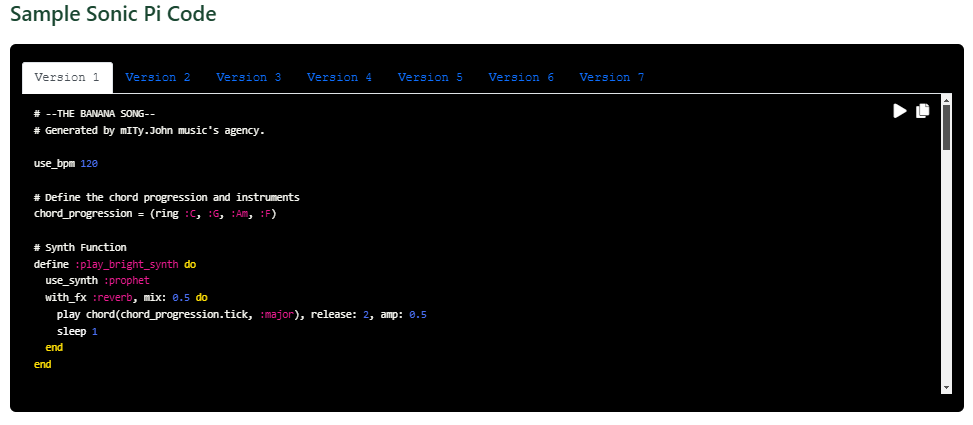 Sample Sonic Pi Code
Version 1 Version 2 Version 3 Version 4 Version 5 Version 6 Version 7
# --THE BANANA SONG--
# Generated by mITy.John music's agency.
use_bpm 120
# Define the chord progression and instruments
chord_progression = (ring :C, :G, :Am, :F)
# Synth Function
define :play_bright_synth do
  use_synth :prophet
  with_fx :reverb, mix: 0.5 do
    play chord(chord_progression.tick, :major), release: 2, amp: 0.5
    sleep 1
  end
end